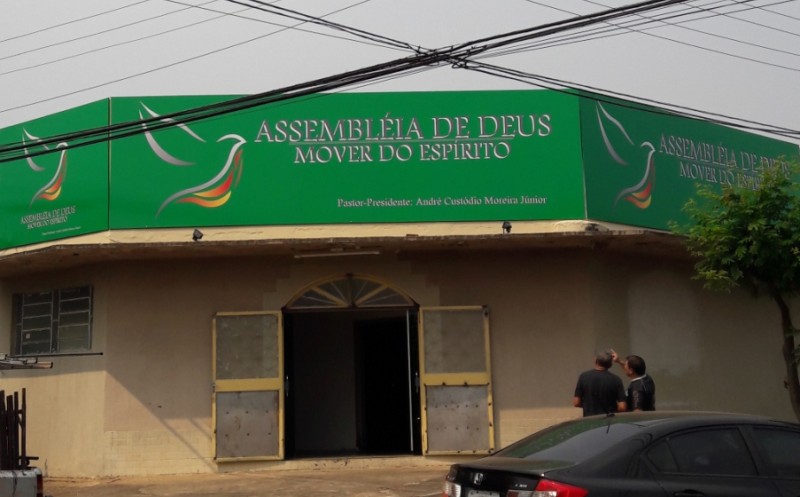 ASSEMBLÉIA DE DEUS
MOVER DO ESPÍRITO
ASSEMBLÉIA DE DEUS
MOVER DO ESPÍRITO
Pastor-Presidente: André Custódio Moreira Júnior
ASSEMBLÉIA DE DEUS
MOVER DO ESPÍRITO